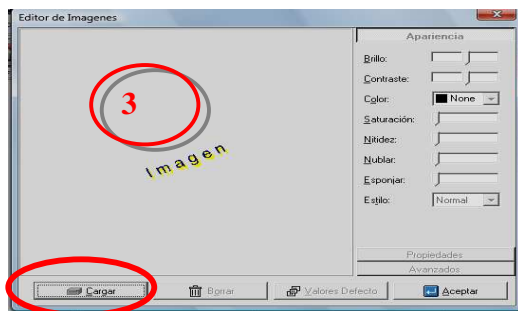 Editor de Imagenes
Apariencia
Brillo:
Contraste:
Color: None
Saturación:
Nitidez:
Nublar:
Esponjar:
Estilo: Normal
3
Imagen
Propiedades
Avanzados
Cargar Borrar Valores Defecto Aceptar